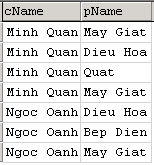 cName pName
Minh Quan May Giat
Minh Quan Dieu Hoa
Minh Quan Quat
Minh Quan May Giat
Ngoc Oanh Dieu Hoa
Ngoc Oanh Bep Dien
Ngoc Oanh May Giat